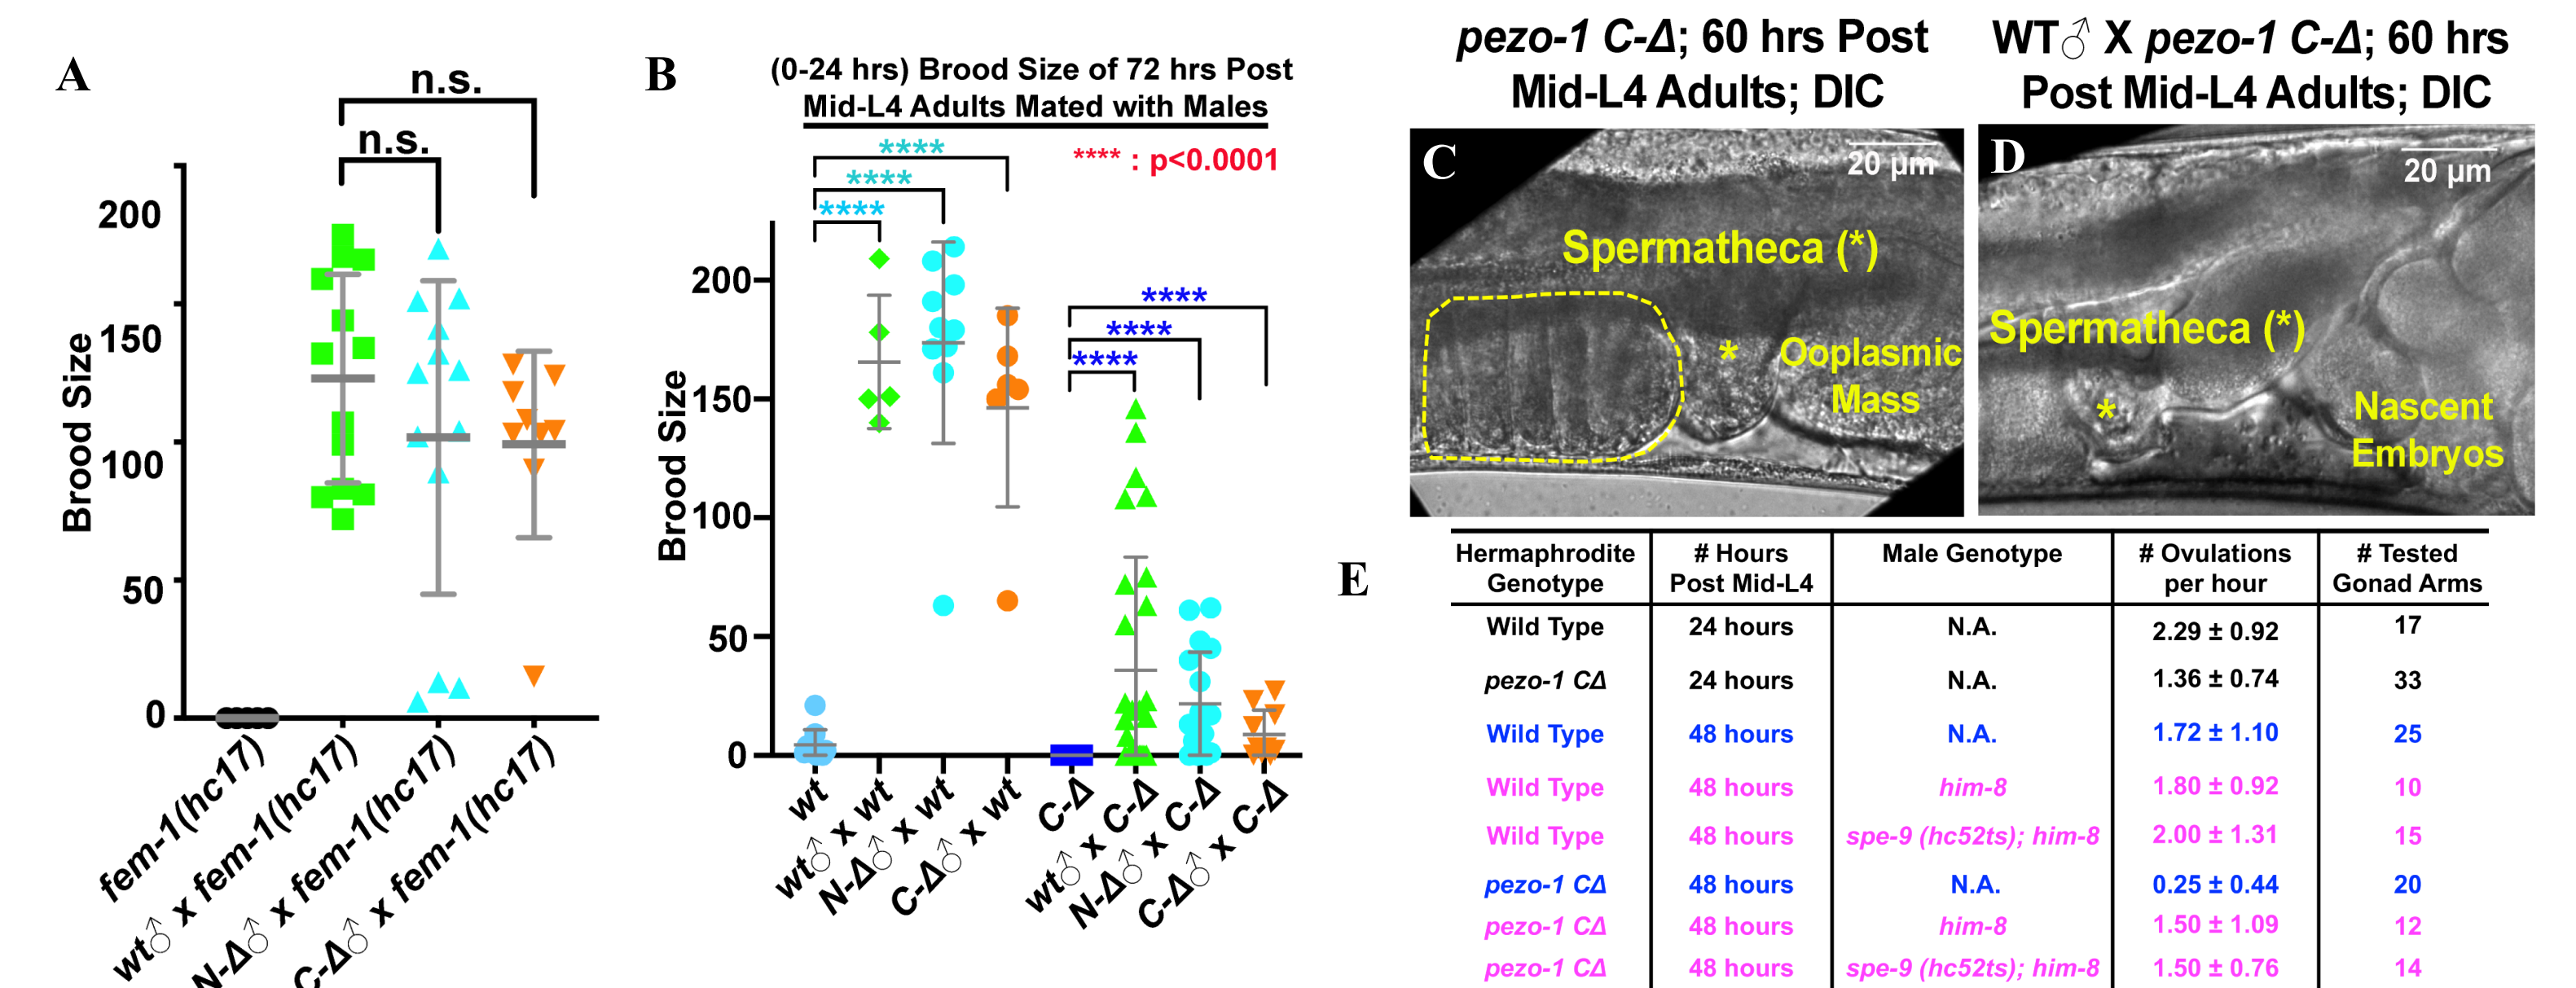 A
n.s.
n.s.
Brood Size
200
150
100
50
0
fem-1(hc17)
wt♂ x fem-1(hc17)
N-Δ♂ x fem-1(hc17)
C-Δ♂ x fem-1(hc17)
B
(0-24 hrs) Brood Size of 72 hrs Post
Mid-L4 Adults Mated with Males
**** : p<0.0001
****
****
****
****
****
****
Brood Size
200
150
100
50
0
wt
wt♂ x wt
N-Δ♂ x wt
C-Δ♂ x wt
C-Δ
wt♂ x C-Δ
N-Δ♂ x C-Δ
C-Δ♂ x C-Δ
pezo-1 C-Δ; 60 hrs Post
Mid-L4 Adults; DIC
C
20 µm
Spermatheca (*)
*
Ooplasmic
Mass
WT♂ X pezo-1 C-Δ; 60 hrs
Post Mid-L4 Adults; DIC
D
20 µm
Spermatheca (*)
*
Nascent
Embryos
E
Hermaphrodite Genotype # Hours Post Mid-L4 Male Genotype # Ovulations per hour # Tested Gonad Arms
Wild Type 24 hours N.A. 2.29 ± 0.92 17
pezo-1 CΔ 24 hours N.A. 1.36 ± 0.74 33
Wild Type 48 hours N.A. 1.72 ± 1.10 25
Wild Type 48 hours him-8 1.80 ± 0.92 10
Wild Type 48 hours spe-9 (hc52ts); him-8 2.00 ± 1.31 15
pezo-1 CΔ 48 hours N.A. 0.25 ± 0.44 20
pezo-1 CΔ 48 hours him-8 1.50 ± 1.09 12
pezo-1 CΔ 48 hours spe-9 (hc52ts); him-8 1.50 ± 0.76 14